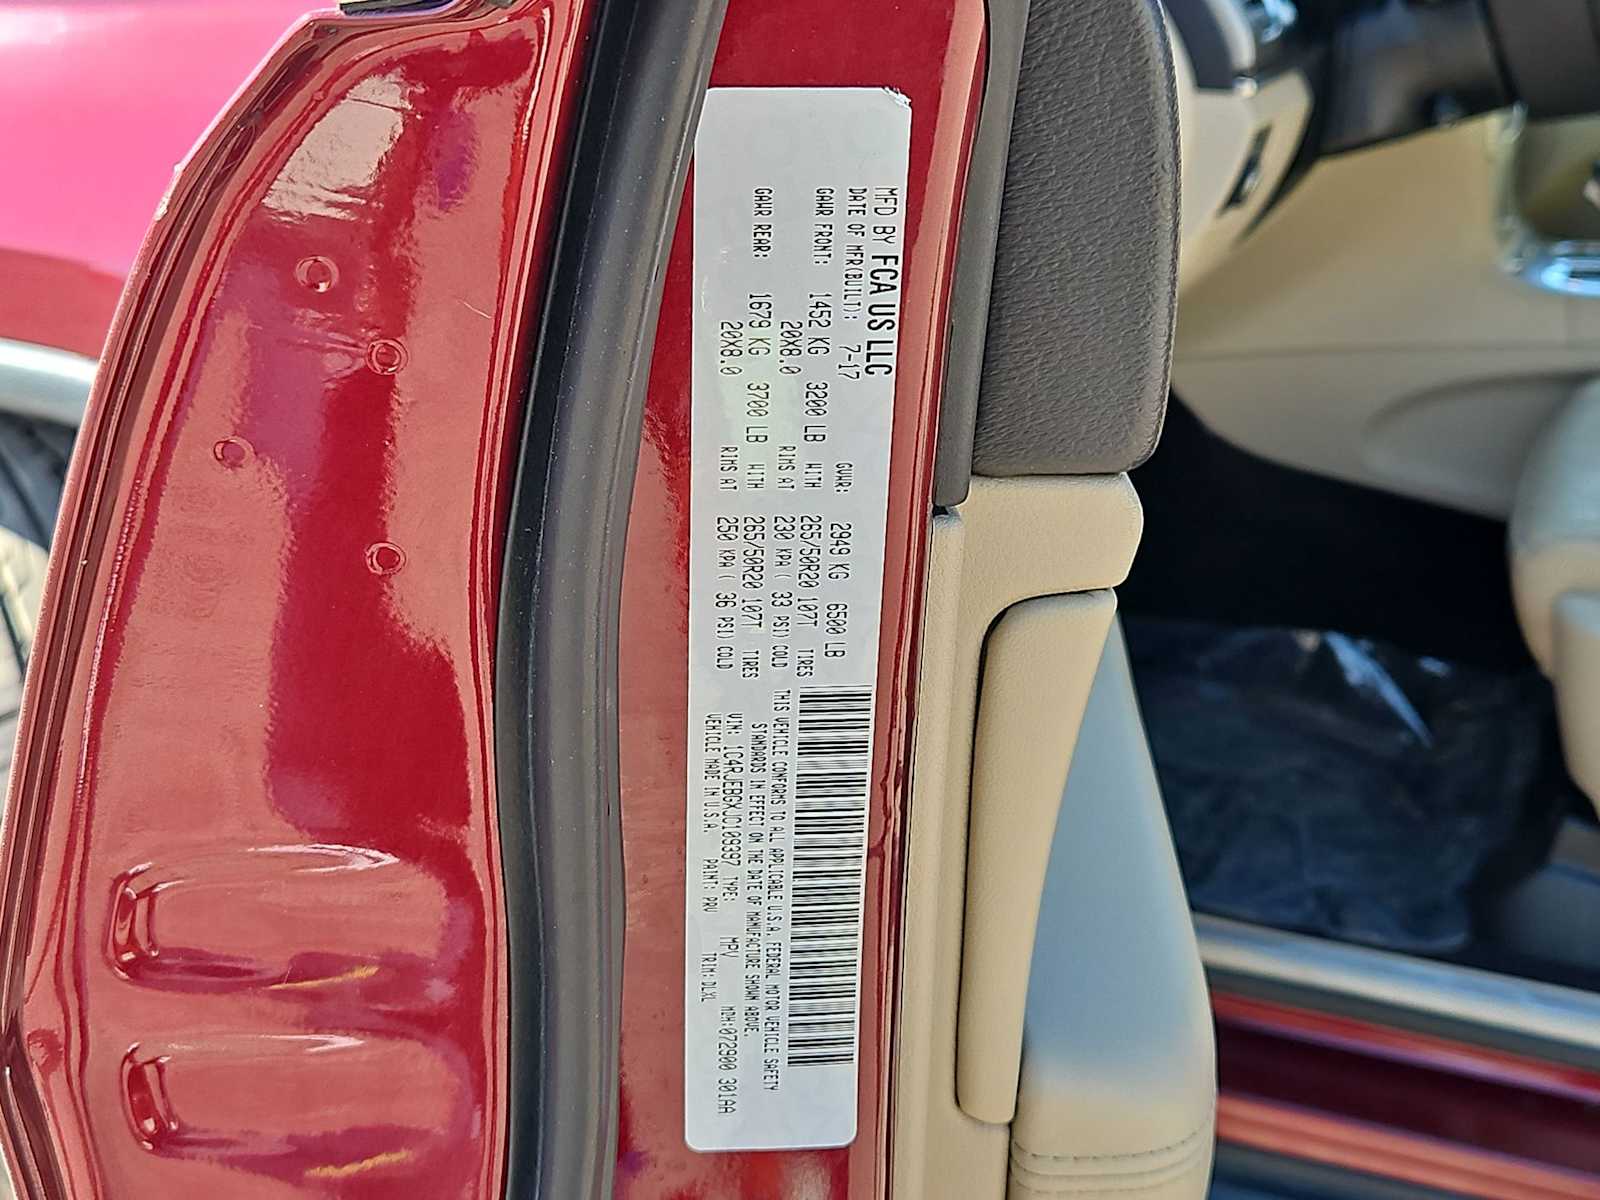 MFD BY FCA US LLC
DATE OF MFR(BUILT): 7-17 GVWR: 2949 KG 6500 LB
GAWR FRONT: 1452 KG 3200 LB WITH 265/50R20 107T TIRES
20X8.0 RIMS AT 230 KPA( 33 PSI) COLD
GAWR REAR: 1679 KG 3700 LB WITH 265/50R20 107T TIRES
20X8.0 RIMS AT 250 KPA( 36 PSI) COLD
THIS VEHICLE CONFORMS TO ALL APPLICABLE U.S.A. FEDERAL MOTOR VEHICLE SAFETY
STANDARDS IN EFFECT ON THE DATE OF MANUFACTURE SHOWN ABOVE.
VIN: 1C4RJEBGXJC109397 TYPE: MPV MDH:072900 301AA
VEHICLE MADE IN U.S.A. PAINT: PRV TRIM:DLXL